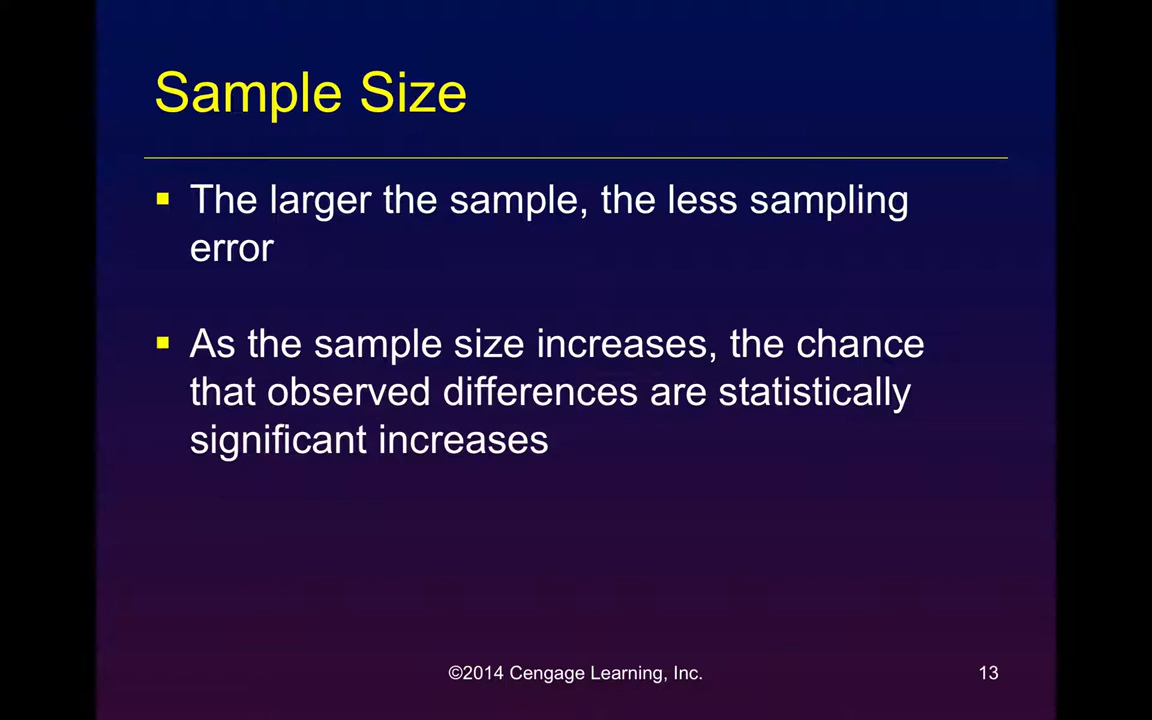 Sample Size
▪ The larger the sample, the less sampling
error
▪ As the sample size increases, the chance
that observed differences are statistically
significant increases
©2014 Cengage Learning, Inc.
13